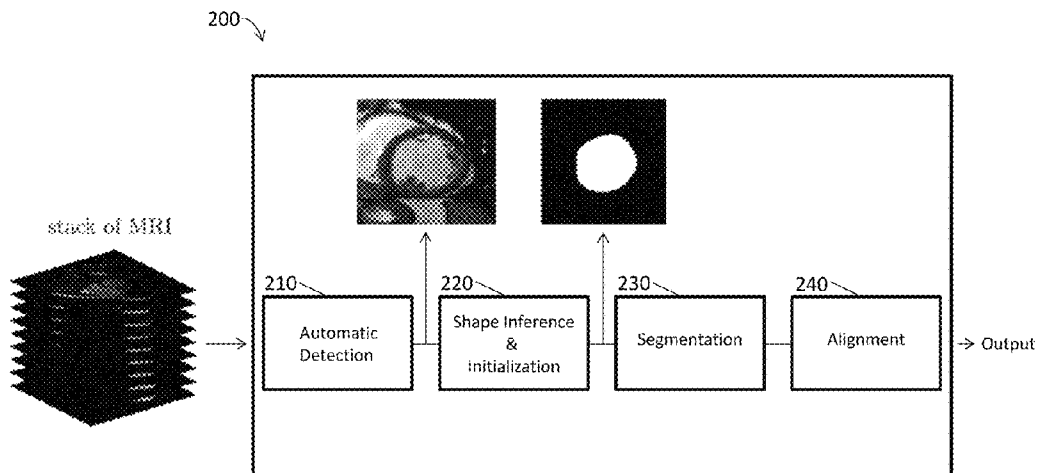 200
stack of MRI
210
Automatic
Detection
220
Shape Inference
&
Initialization
230
Segmentation
240
Alignment
Output